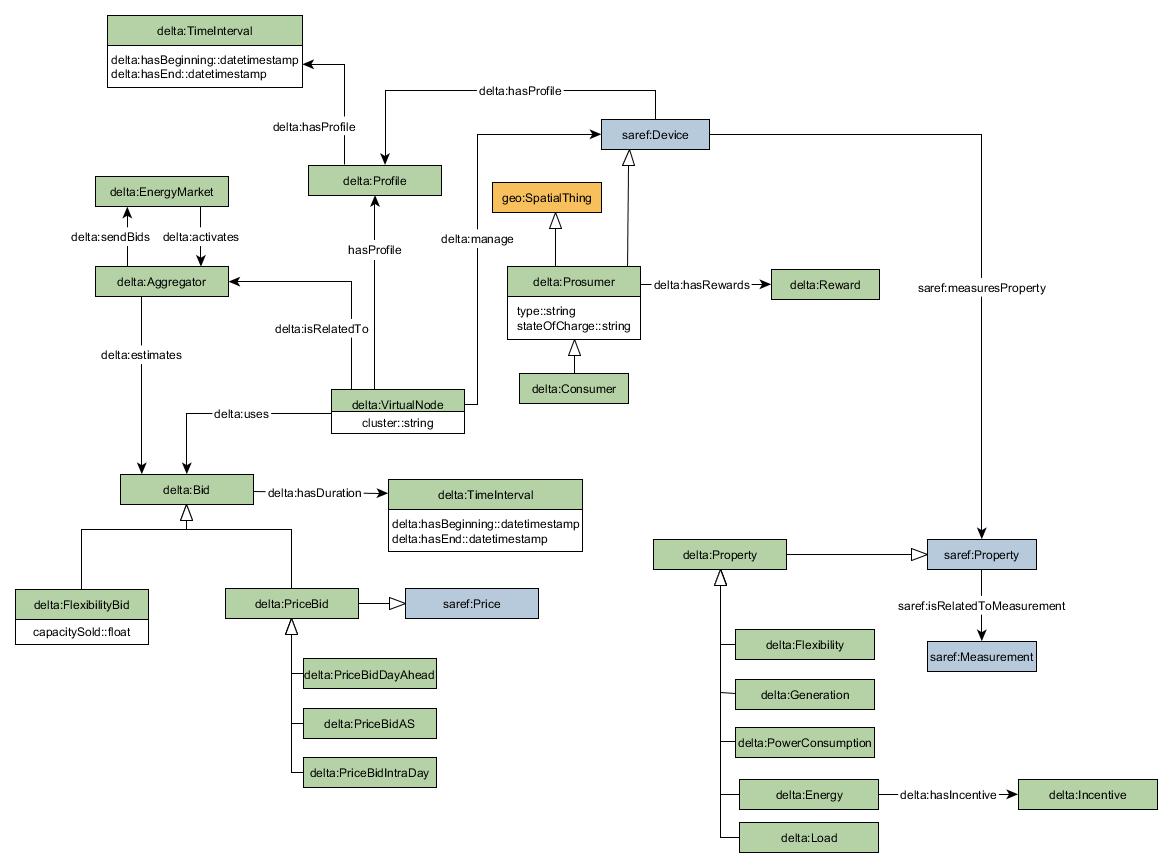 delta:TimeInterval
delta:hasBeginning::datetimestamp
delta:hasEnd::datetimestamp
delta:hasProfile
delta:hasProfile
saref:Device
delta:Profile
delta:EnergyMarket
geo:SpatialThing
delta:sendBids
delta:activates
hasProfile
delta:manage
delta:Aggregator
delta:Prosumer
type::string
stateOfCharge::string
delta:hasRewards
delta:Reward
saref:measuresProperty
delta:isRelatedTo
delta:estimates
delta:Consumer
delta:VirtualNode
cluster::string
delta:uses
delta:Bid
delta:hasDuration
delta:TimeInterval
delta:hasBeginning::datetimestamp
delta:hasEnd::datetimestamp
delta:Property
saref:Property
delta:FlexibilityBid
capacitySold::float
delta:PriceBid
saref:Price
saref:isRelatedToMeasurement
delta:Flexibility
saref:Measurement
delta:PriceBidDayAhead
delta:Generation
delta:PriceBidAS
delta:PowerConsumption
delta:PriceBidIntraDay
delta:Energy
delta:hasIncentive
delta:Incentive
delta:Load